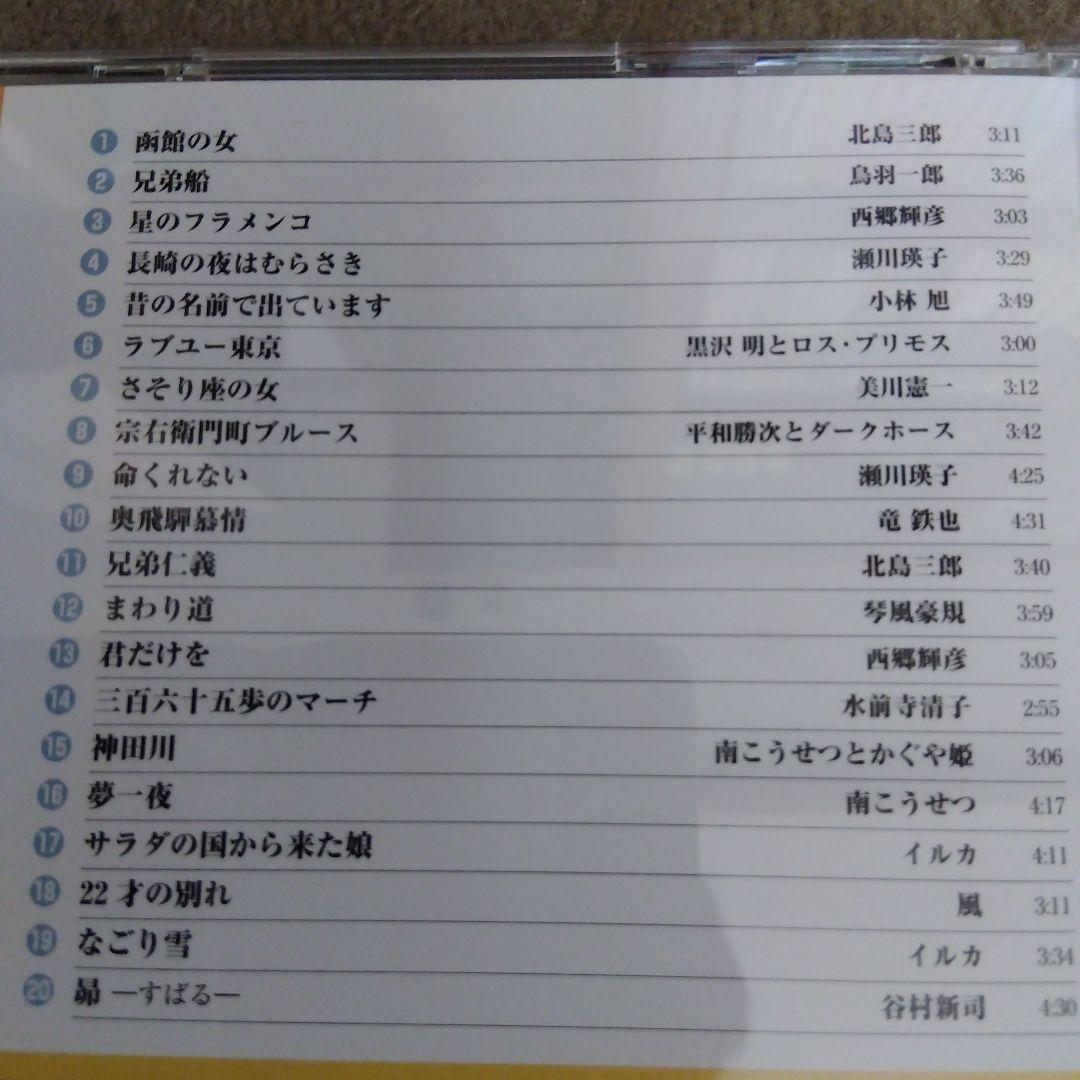 1 函館の女 北島三郎 3:11
2 兄弟船 鳥羽一郎 3:36
3 星のフラメンコ 西郷輝彦 3:03
4 長崎の夜はむらさき 瀬川瑛子 3:29
5 昔の名前で出ています 小林 旭 3:49
6 ラブユー東京 黒沢 明とロス・プリモス 3:00
7 さそり座の女 美川憲一 3:12
8 宗右衛門町ブルース 平和勝次とダークホース 3:42
9 命くれない 瀬川瑛子 4:25
10 奥飛騨慕情 竜 鉄也 4:31
11 兄弟仁義 北島三郎 3:40
12 まわり道 琴風豪規 3:59
13 君だけを 西郷輝彦 3:05
14 三百六十五歩のマーチ 水前寺清子 2:55
15 神田川 南こうせつとかぐや姫 3:06
16 夢一夜 南こうせつ 4:17
17 サラダの国から来た娘 イルカ 4:11
18 22才の別れ 風 3:11
19 なごり雪 イルカ 3:34
20 昴 ―すばる― 谷村新司 4:30